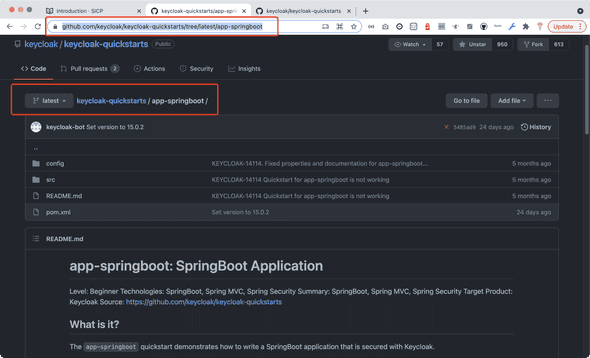 Introduction · SICP
keycloak-quickstarts/app-spri
keycloak/keycloak-quickstarts
github.com/keycloak/keycloak-quickstarts/tree/latest/app-springboot
Update
keycloak / keycloak-quickstarts Public
Watch 57 Unstar 950 Fork 613
Code Pull requests 2 Actions Security Insights
latest keycloak-quickstarts / app-springboot /
Go to file Add file ...
keycloak-bot Set version to 15.0.2
24 days ago History
..
config KEYCLOAK-14114. Fixed properties and documentation for app-springboot... 5 months ago
src KEYCLOAK-14114 Quickstart for app-springboot is not working 5 months ago
README.md KEYCLOAK-14114 Quickstart for app-springboot is not working 5 months ago
pom.xml Set version to 15.0.2 24 days ago
README.md
app-springboot: SpringBoot Application
Level: Beginner Technologies: SpringBoot, Spring MVC, Spring Security Summary: SpringBoot, Spring MVC, Spring Security Target Product:
Keycloak Source: https://github.com/keycloak/keycloak-quickstarts
What is it?
The app-springboot quickstart demonstrates how to write a SpringBoot application that is secured with Keycloak.